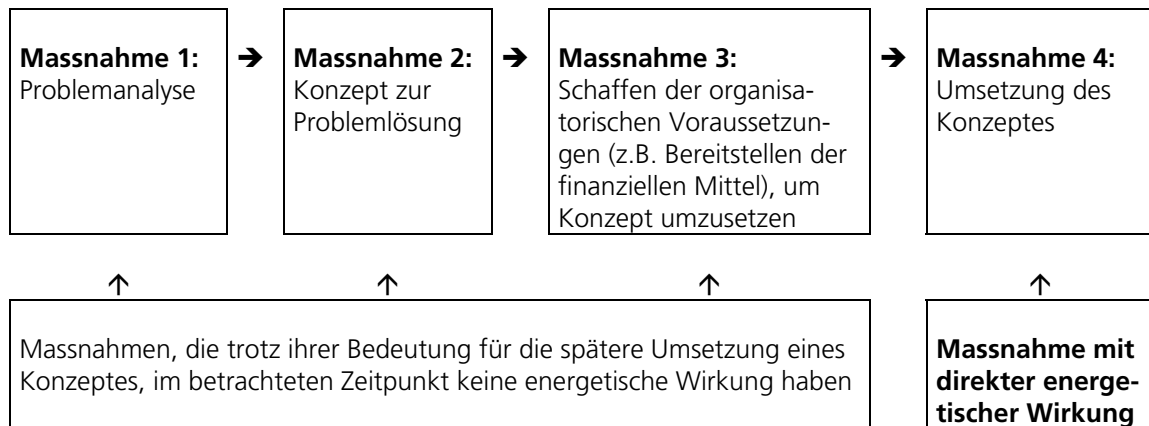 Massnahme 1:
Problemanalyse
➔
Massnahme 2:
Konzept zur
Problemlösung
➔
Massnahme 3:
Schaffen der organisa-
torischen Voraussetzun-
gen (z.B. Bereitstellen der
finanziellen Mittel), um
Konzept umzusetzen
➔
Massnahme 4:
Umsetzung des
Konzeptes
↑ ↑ ↑ ↑
Massnahmen, die trotz ihrer Bedeutung für die spätere Umsetzung eines
Konzeptes, im betrachteten Zeitpunkt keine energetische Wirkung haben
Massnahme mit
direkter energe-
tischer Wirkung